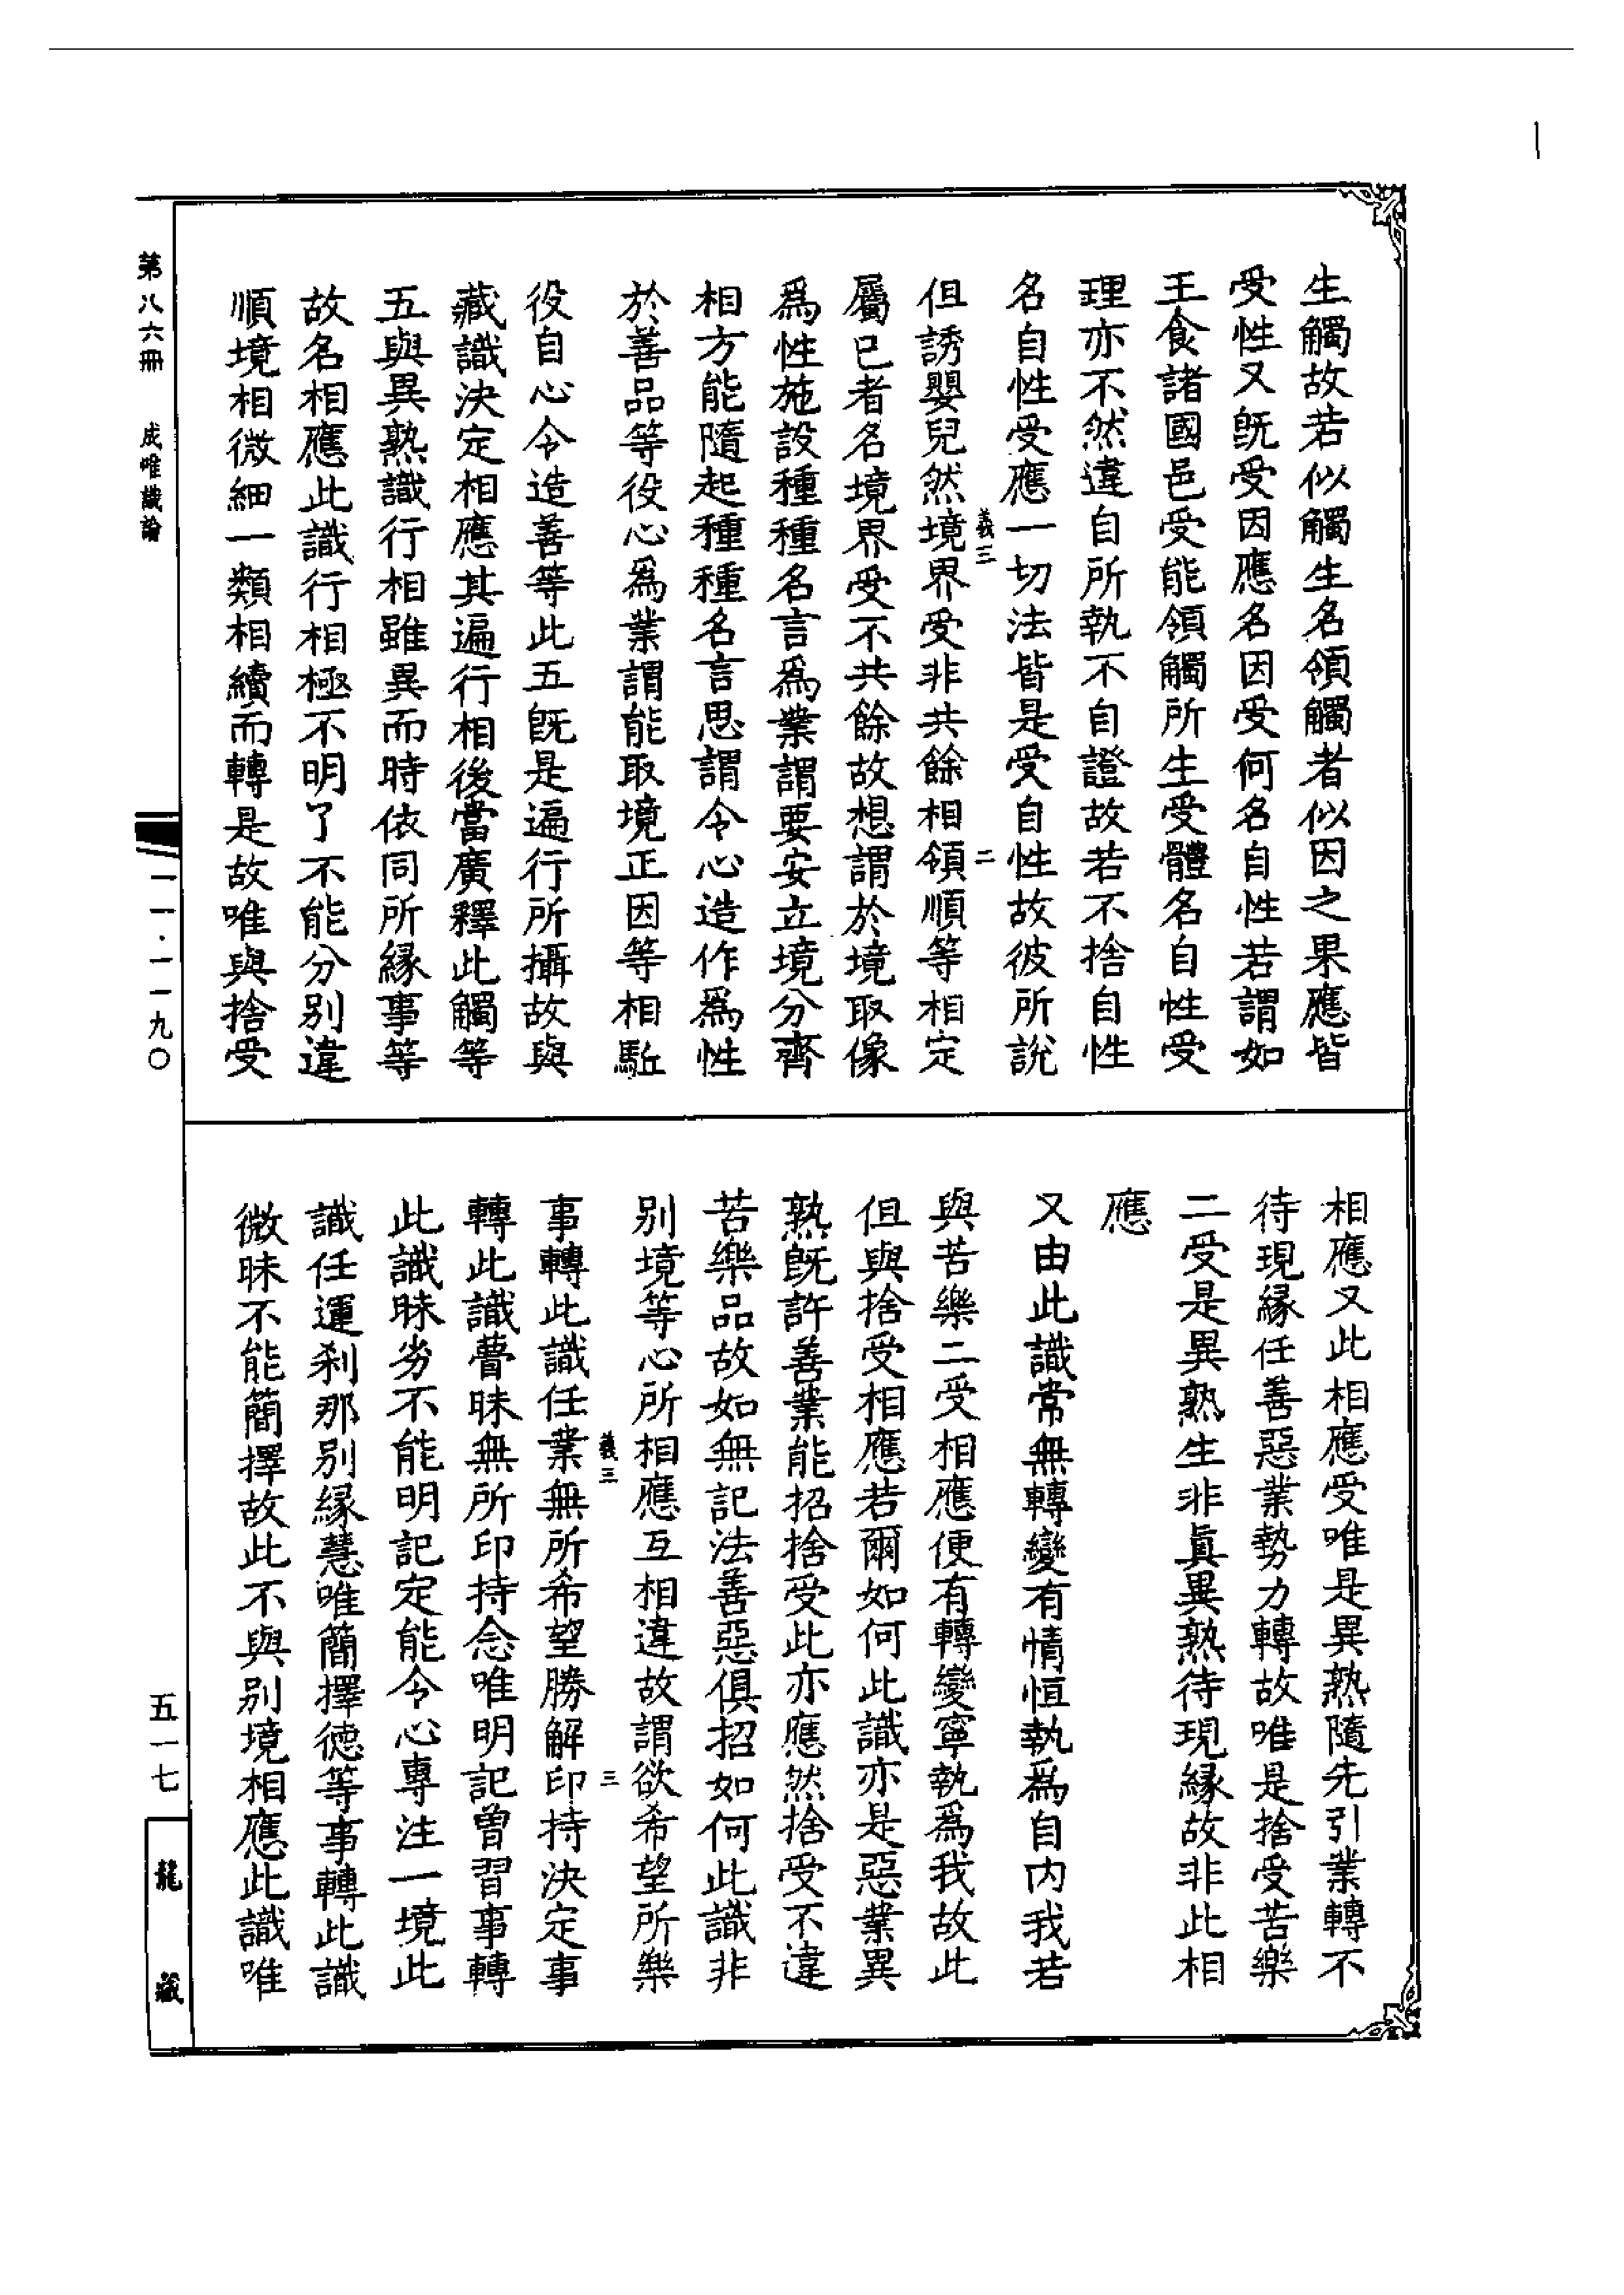 生觸故若似觸生名領觸者似因之果應皆
受性又旣受因應名因受何名自性若謂如
王食諸國邑受能領觸所生受體名自性受
理亦不然違自所執不自證故若不捨自性
名自性受應一切法皆是受自性故彼所說
義三 二
但誘嬰兒然境界受非共餘相領順等相定
屬已者名境界受不共餘故想謂於境取像
爲性施設種種名言爲業謂要安立境分齊
相方能隨起種種名言思謂令心造作爲性
於善品等役心爲業謂能取境正因等相駈
役自心令造善等此五旣是遍行所攝故與
藏識決定相應其遍行相後當廣釋此觸等
五與異熟識行相雖異而時依同所緣事等
故名相應此識行相極不明了不能分别違
順境相微細一類相續而轉是故唯與捨受
相應又此相應受唯是異熟隨先引業轉不
待現緣任善惡業勢力轉故唯是捨受苦樂
二受是異熟生非眞異熟待現緣故非此相
應
又由此識常無轉變有情恒執爲自内我若
與苦樂二受相應便有轉變寧執爲我故此
但與捨受相應若爾如何此識亦是惡業異
熟旣許善業能招捨受此亦應然捨受不違
苦樂品故如無記法善惡俱招如何此識非
别境等心所相應互相違故謂欲希望所樂
義三 三
事轉此識任業無所希望勝解印持決定事
轉此識瞢昧無所印持念唯明記曾習事轉
此識昧劣不能明記定能令心專注一境此
識任運刹那别緣慧唯簡擇德等事轉此識
微昧不能簡擇故此不與别境相應此識唯
第八六冊 成唯識論
一一·一一九〇
五一七
龍藏